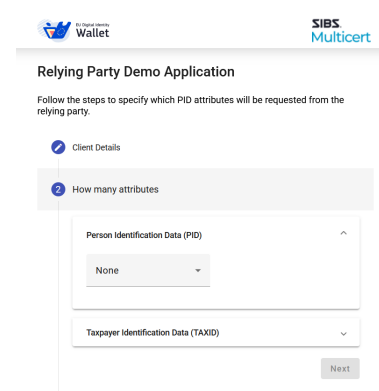 EU Digital Identity
Wallet
SIBS.
Multicert
Relying Party Demo Application
Follow the steps to specify which PID attributes will be requested from the
relying party.
Client Details
2 How many attributes
Person Identification Data (PID)
None
Taxpayer Identification Data (TAXID)
Next